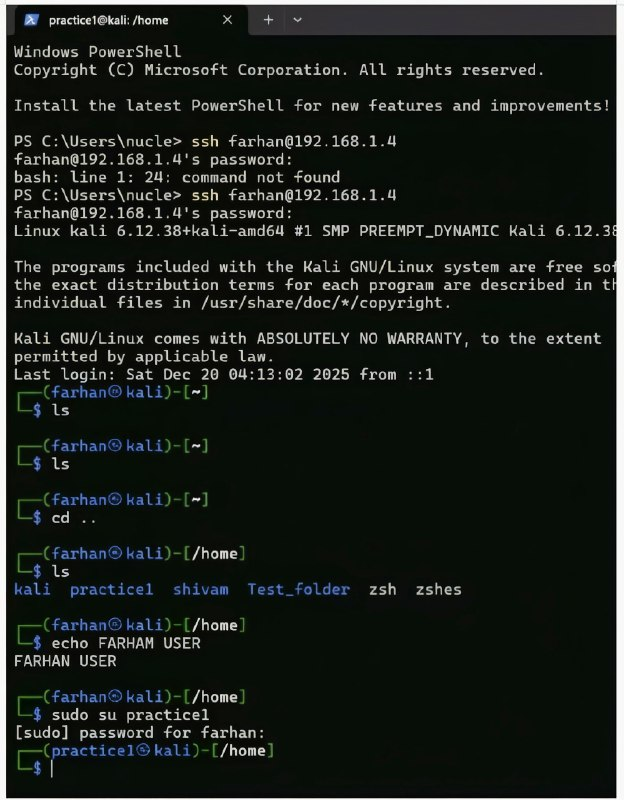 practice1@kali: /home
Windows PowerShell
Copyright (C) Microsoft Corporation. All rights reserved.
Install the latest PowerShell for new features and improvements!
PS C:\Users\nucle> ssh farhan@192.168.1.4
farhan@192.168.1.4's password:
bash: line 1: 24: command not found
PS C:\Users\nucle> ssh farhan@192.168.1.4
farhan@192.168.1.4's password:
Linux kali 6.12.38+kali-amd64 #1 SMP PREEMPT_DYNAMIC Kali 6.12.38
The programs included with the Kali GNU/Linux system are free sof
the exact distribution terms for each program are described in th
individual files in /usr/share/doc/*/copyright.
Kali GNU/Linux comes with ABSOLUTELY NO WARRANTY, to the extent
permitted by applicable law.
Last login: Sat Dec 20 04:13:02 2025 from ::1
┌──(farhan㉿kali)-[~]
└─$ ls
┌──(farhan㉿kali)-[~]
└─$ ls
┌──(farhan㉿kali)-[~]
└─$ cd ..
┌──(farhan㉿kali)-[/home]
└─$ ls
kali practice1 shivam Test_folder zsh zshes
┌──(farhan㉿kali)-[/home]
└─$ echo FARHAM USER
FARHAN USER
┌──(farhan㉿kali)-[/home]
└─$ sudo su practice1
[sudo] password for farhan:
┌──(practice1㉿kali)-[/home]
└─$